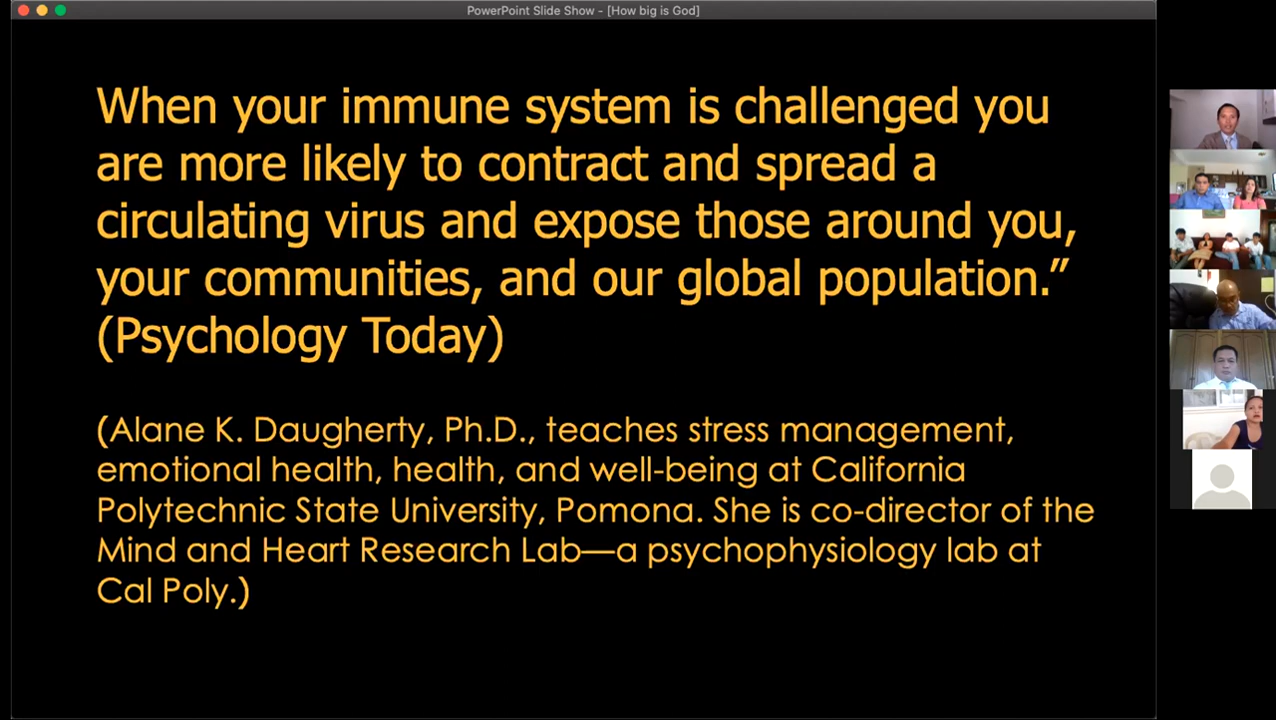 PowerPoint Slide Show - [How big is God]
When your immune system is challenged you
are more likely to contract and spread a
circulating virus and expose those around you,
your communities, and our global population.”
(Psychology Today)
(Alane K. Daugherty, Ph.D., teaches stress management,
emotional health, health, and well-being at California
Polytechnic State University, Pomona. She is co-director of the
Mind and Heart Research Lab—a psychophysiology lab at
Cal Poly.)